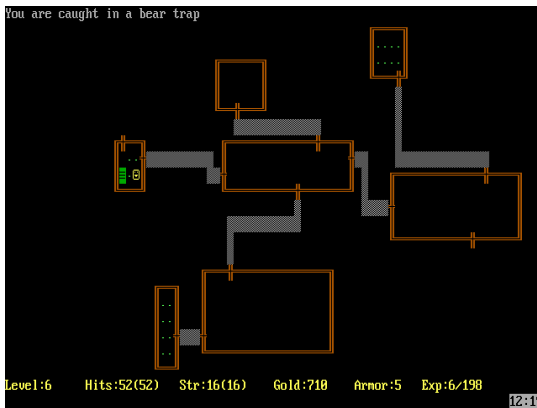 You are caught in a bear trap
Level:6 Hits:52(52) Str:16(16) Gold:710 Armor:5 Exp:6/198